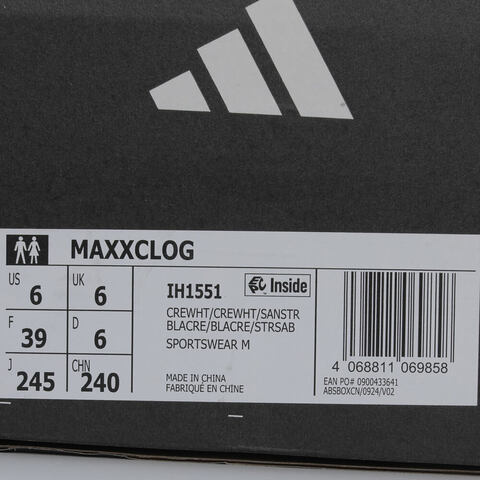 MAXXCLOG
US 6 UK 6
F 39 D 6
J 245 CHN 240
IH1551
Inside
CREWHT/CREWHT/SANSTR
BLACRE/BLACRE/STRSAB
SPORTSWEAR M
MADE IN CHINA
FABRIQUÉ EN CHINE
4 068811 069858
EAN PO# 0900433641
ABSBOXCN/0924/V02